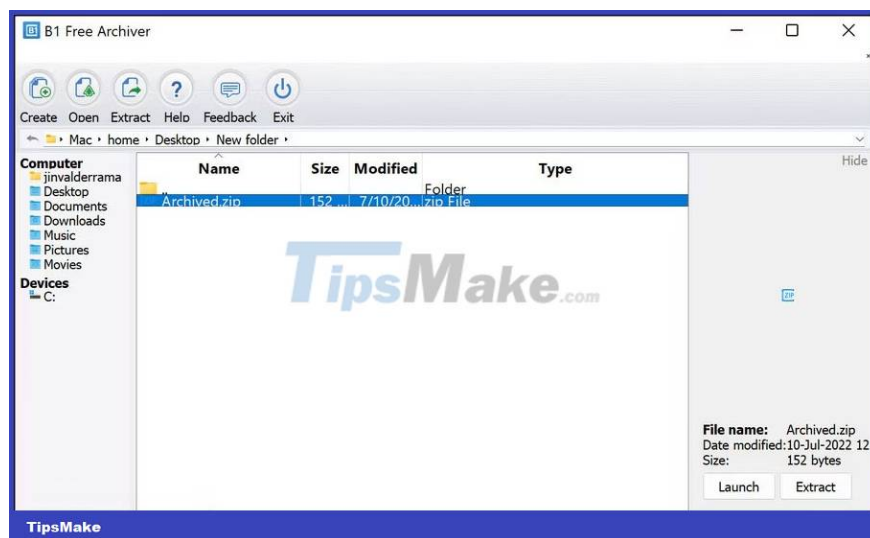 B1 Free Archiver
Create Open Extract Help Feedback Exit
Mac home Desktop New folder
Computer
jinvalderrama
Desktop
Documents
Downloads
Music
Pictures
Movies
Devices
C:
Name Size Modified Type
.. Folder
Archived.zip 152 ... 7/10/20... zip File
TipsMake.com
Hide
ZIP
File name: Archived.zip
Date modified:10-Jul-2022 12
Size: 152 bytes
Launch Extract
TipsMake